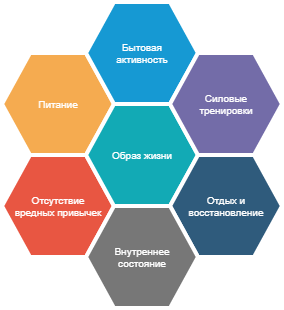 Бытовая
активность
Питание
Силовые
тренировки
Образ жизни
Отсутствие
вредных привычек
Отдых и
восстановление
Внутреннее
состояние